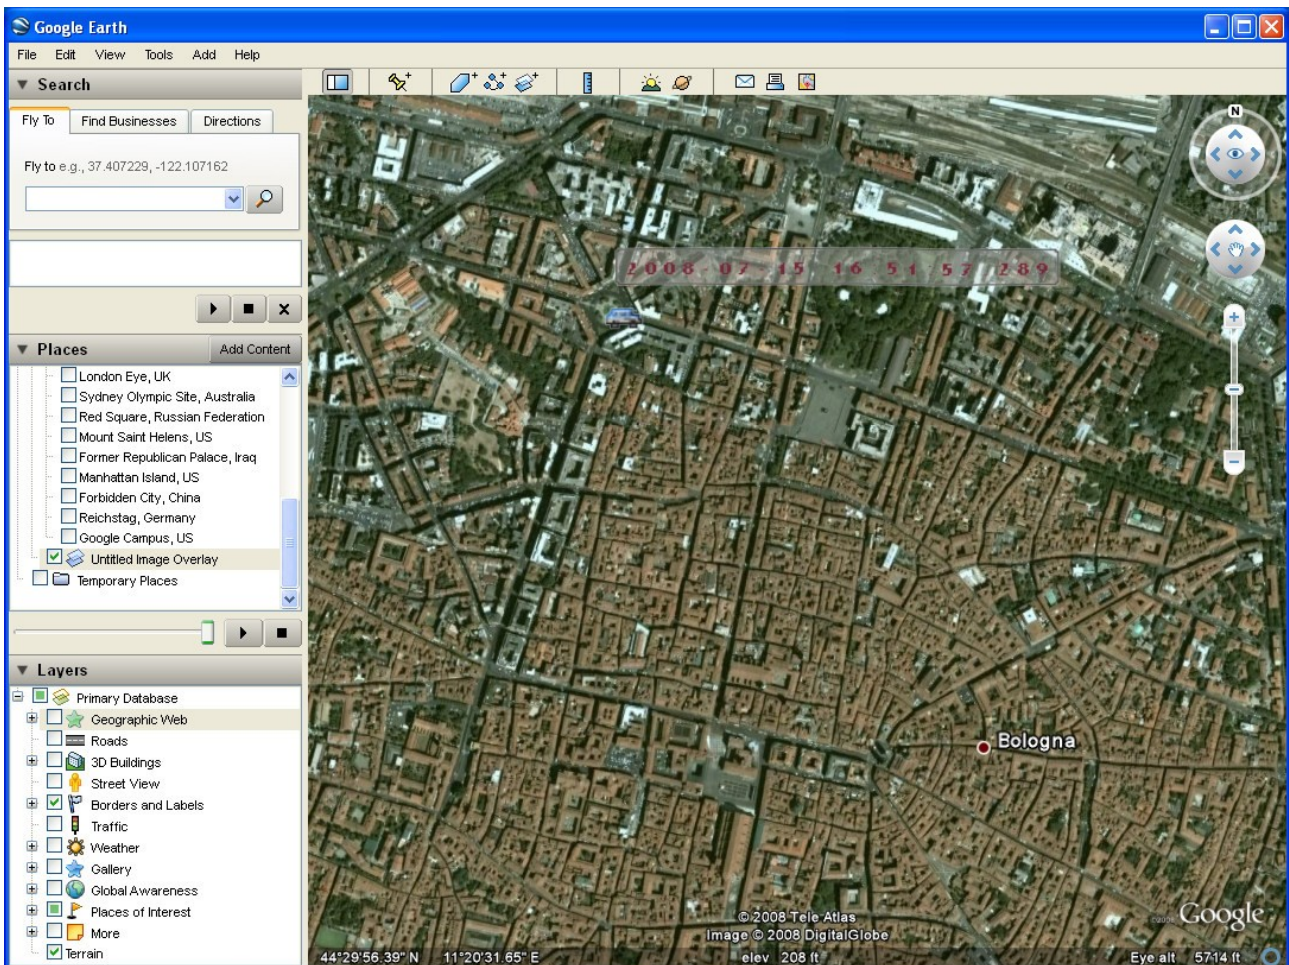 Google Earth
File Edit View Tools Add Help
Search
Fly To Find Businesses Directions
Fly to e.g., 37.407229, -122.107162
Places Add Content
London Eye, UK
Sydney Olympic Site, Australia
Red Square, Russian Federation
Mount Saint Helens, US
Former Republican Palace, Iraq
Manhattan Island, US
Forbidden City, China
Reichstag, Germany
Google Campus, US
Untitled Image Overlay
Temporary Places
Layers
Primary Database
Geographic Web
Roads
3D Buildings
Street View
Borders and Labels
Traffic
Weather
Gallery
Global Awareness
Places of Interest
More
Terrain
N
2008-07-15 16.51.57.289
Bologna
© 2008 Tele Atlas
Image © 2008 DigitalGlobe
Google
44°29'56.39" N 11°20'31.65" E elev 208 ft Eye alt 5714 ft